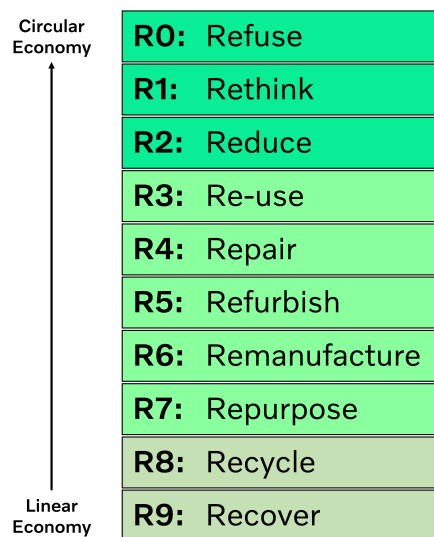 Circular
Economy
R0: Refuse
R1: Rethink
R2: Reduce
R3: Re-use
R4: Repair
R5: Refurbish
R6: Remanufacture
R7: Repurpose
R8: Recycle
R9: Recover
Linear
Economy